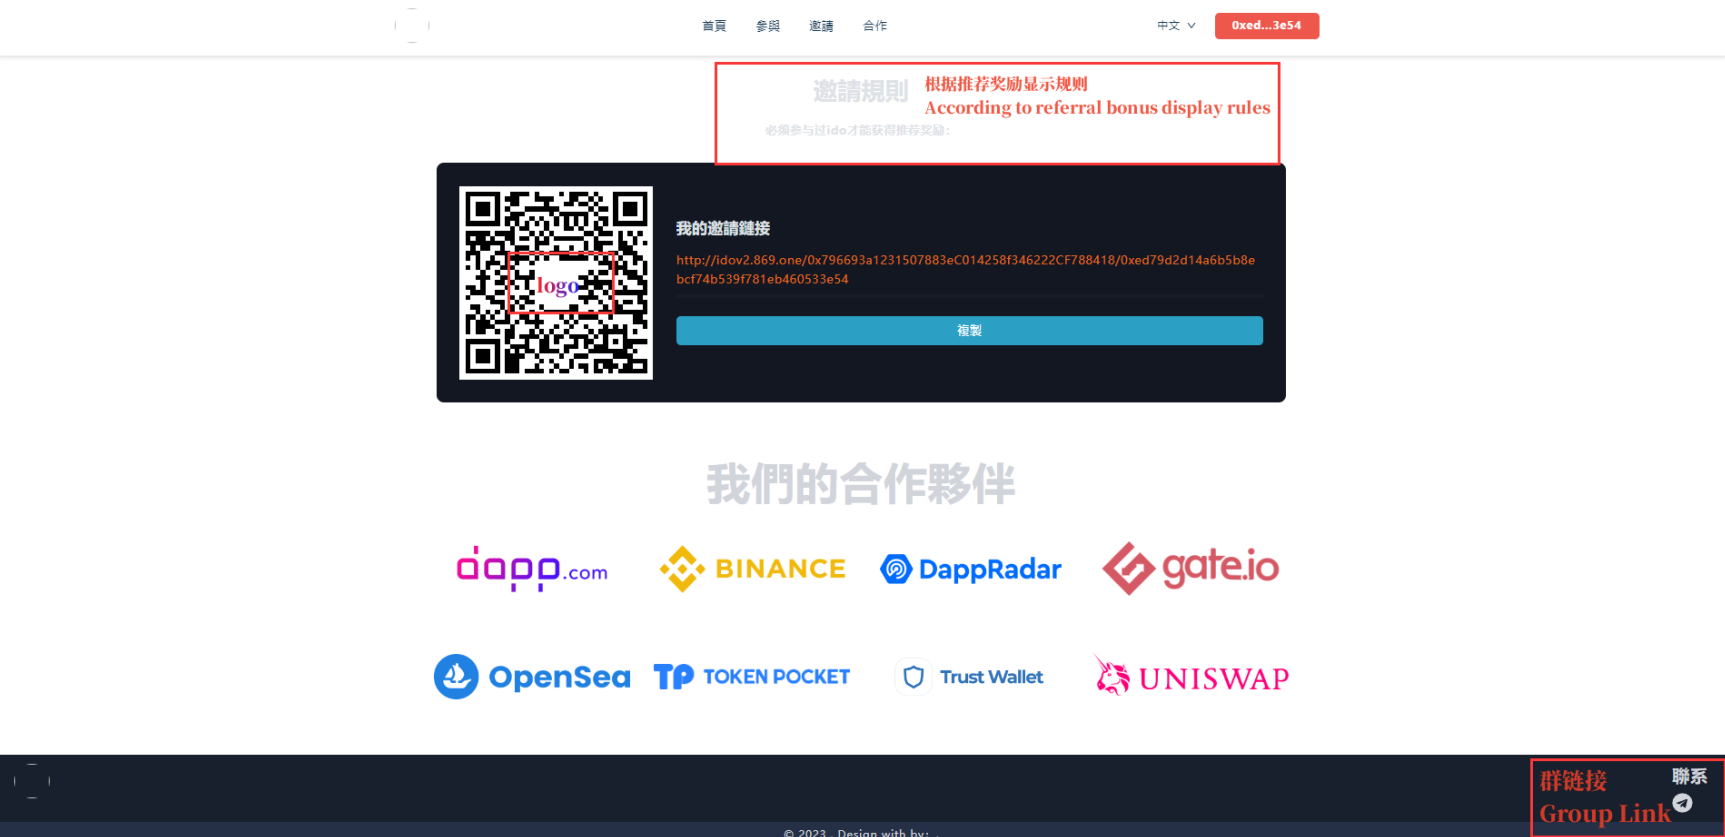 首頁 參與 邀請 合作 中文 0xed...3e54
邀請規則
根据推荐奖励显示规则
According to referral bonus display rules
必须参与过ido才能获得推荐奖励：
logo
我的邀請鏈接
http://idov2.869.one/0x796693a1231507883eC014258f346222CF788418/0xed79d2d14a6b5b8e
bcf74b539f781eb460533e54
複製
我們的合作夥伴
dapp.com BINANCE DappRadar gate.io
OpenSea TP TOKEN POCKET Trust Wallet UNISWAP
群链接
Group Link
聯系
© 2023 . Design with by： .